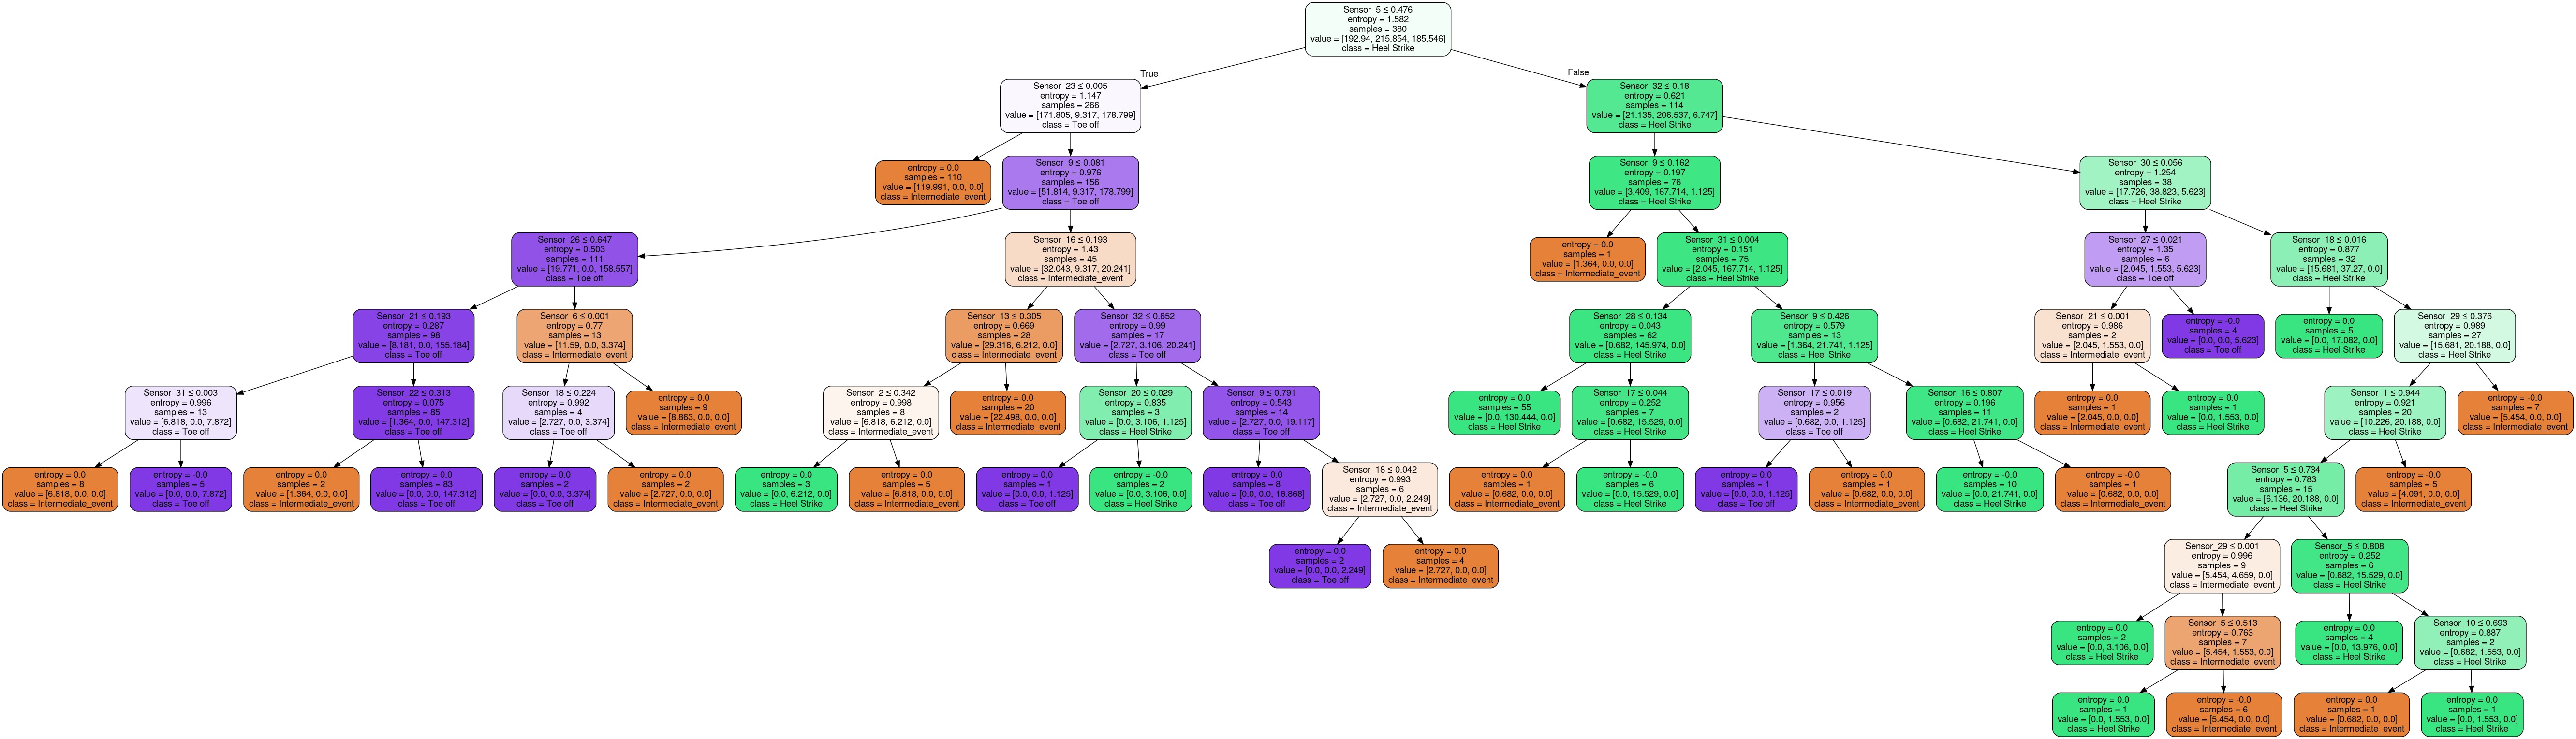 Sensor_5 ≤ 0.476
entropy = 1.582
samples = 380
value = [192.94, 215.854, 185.546]
class = Heel Strike
True
False
Sensor_23 ≤ 0.005
entropy = 1.147
samples = 266
value = [171.805, 9.317, 178.799]
class = Toe off
Sensor_32 ≤ 0.18
entropy = 0.621
samples = 114
value = [21.135, 206.537, 6.747]
class = Heel Strike
entropy = 0.0
samples = 110
value = [119.991, 0.0, 0.0]
class = Intermediate_event
Sensor_9 ≤ 0.081
entropy = 0.976
samples = 156
value = [51.814, 9.317, 178.799]
class = Toe off
Sensor_9 ≤ 0.162
entropy = 0.197
samples = 76
value = [3.409, 167.714, 1.125]
class = Heel Strike
Sensor_30 ≤ 0.056
entropy = 1.254
samples = 38
value = [17.726, 38.823, 5.623]
class = Heel Strike
Sensor_26 ≤ 0.647
entropy = 0.503
samples = 111
value = [19.771, 0.0, 158.557]
class = Toe off
Sensor_16 ≤ 0.193
entropy = 1.43
samples = 45
value = [32.043, 9.317, 20.241]
class = Intermediate_event
entropy = 0.0
samples = 1
value = [1.364, 0.0, 0.0]
class = Intermediate_event
Sensor_31 ≤ 0.004
entropy = 0.151
samples = 75
value = [2.045, 167.714, 1.125]
class = Heel Strike
Sensor_27 ≤ 0.021
entropy = 1.35
samples = 6
value = [2.045, 1.553, 5.623]
class = Toe off
Sensor_18 ≤ 0.016
entropy = 0.877
samples = 32
value = [15.681, 37.27, 0.0]
class = Heel Strike
Sensor_21 ≤ 0.193
entropy = 0.287
samples = 98
value = [8.181, 0.0, 155.184]
class = Toe off
Sensor_6 ≤ 0.001
entropy = 0.77
samples = 13
value = [11.59, 0.0, 3.374]
class = Intermediate_event
Sensor_13 ≤ 0.305
entropy = 0.669
samples = 28
value = [29.316, 6.212, 0.0]
class = Intermediate_event
Sensor_32 ≤ 0.652
entropy = 0.99
samples = 17
value = [2.727, 3.106, 20.241]
class = Toe off
Sensor_28 ≤ 0.134
entropy = 0.043
samples = 62
value = [0.682, 145.974, 0.0]
class = Heel Strike
Sensor_9 ≤ 0.426
entropy = 0.579
samples = 13
value = [1.364, 21.741, 1.125]
class = Heel Strike
Sensor_21 ≤ 0.001
entropy = 0.986
samples = 2
value = [2.045, 1.553, 0.0]
class = Intermediate_event
entropy = -0.0
samples = 4
value = [0.0, 0.0, 5.623]
class = Toe off
entropy = 0.0
samples = 5
value = [0.0, 17.082, 0.0]
class = Heel Strike
Sensor_29 ≤ 0.376
entropy = 0.989
samples = 27
value = [15.681, 20.188, 0.0]
class = Heel Strike
Sensor_31 ≤ 0.003
entropy = 0.996
samples = 13
value = [6.818, 0.0, 7.872]
class = Toe off
Sensor_22 ≤ 0.313
entropy = 0.075
samples = 85
value = [1.364, 0.0, 147.312]
class = Toe off
Sensor_18 ≤ 0.224
entropy = 0.992
samples = 4
value = [2.727, 0.0, 3.374]
class = Toe off
entropy = 0.0
samples = 9
value = [8.863, 0.0, 0.0]
class = Intermediate_event
Sensor_2 ≤ 0.342
entropy = 0.998
samples = 8
value = [6.818, 6.212, 0.0]
class = Intermediate_event
entropy = 0.0
samples = 20
value = [22.498, 0.0, 0.0]
class = Intermediate_event
Sensor_20 ≤ 0.029
entropy = 0.835
samples = 3
value = [0.0, 3.106, 1.125]
class = Heel Strike
Sensor_9 ≤ 0.791
entropy = 0.543
samples = 14
value = [2.727, 0.0, 19.117]
class = Toe off
entropy = 0.0
samples = 55
value = [0.0, 130.444, 0.0]
class = Heel Strike
Sensor_17 ≤ 0.044
entropy = 0.252
samples = 7
value = [0.682, 15.529, 0.0]
class = Heel Strike
Sensor_17 ≤ 0.019
entropy = 0.956
samples = 2
value = [0.682, 0.0, 1.125]
class = Toe off
Sensor_16 ≤ 0.807
entropy = 0.196
samples = 11
value = [0.682, 21.741, 0.0]
class = Heel Strike
entropy = 0.0
samples = 1
value = [2.045, 0.0, 0.0]
class = Intermediate_event
entropy = 0.0
samples = 1
value = [0.0, 1.553, 0.0]
class = Heel Strike
Sensor_1 ≤ 0.944
entropy = 0.921
samples = 20
value = [10.226, 20.188, 0.0]
class = Heel Strike
entropy = -0.0
samples = 7
value = [5.454, 0.0, 0.0]
class = Intermediate_event
entropy = 0.0
samples = 8
value = [6.818, 0.0, 0.0]
class = Intermediate_event
entropy = -0.0
samples = 5
value = [0.0, 0.0, 7.872]
class = Toe off
entropy = 0.0
samples = 2
value = [1.364, 0.0, 0.0]
class = Intermediate_event
entropy = 0.0
samples = 83
value = [0.0, 0.0, 147.312]
class = Toe off
entropy = 0.0
samples = 2
value = [0.0, 0.0, 3.374]
class = Toe off
entropy = 0.0
samples = 2
value = [2.727, 0.0, 0.0]
class = Intermediate_event
entropy = 0.0
samples = 3
value = [0.0, 6.212, 0.0]
class = Heel Strike
entropy = 0.0
samples = 5
value = [6.818, 0.0, 0.0]
class = Intermediate_event
entropy = 0.0
samples = 1
value = [0.0, 0.0, 1.125]
class = Toe off
entropy = -0.0
samples = 2
value = [0.0, 3.106, 0.0]
class = Heel Strike
entropy = 0.0
samples = 8
value = [0.0, 0.0, 16.868]
class = Toe off
Sensor_18 ≤ 0.042
entropy = 0.993
samples = 6
value = [2.727, 0.0, 2.249]
class = Intermediate_event
entropy = 0.0
samples = 1
value = [0.682, 0.0, 0.0]
class = Intermediate_event
entropy = -0.0
samples = 6
value = [0.0, 15.529, 0.0]
class = Heel Strike
entropy = 0.0
samples = 1
value = [0.0, 0.0, 1.125]
class = Toe off
entropy = 0.0
samples = 1
value = [0.682, 0.0, 0.0]
class = Intermediate_event
entropy = -0.0
samples = 10
value = [0.0, 21.741, 0.0]
class = Heel Strike
entropy = -0.0
samples = 1
value = [0.682, 0.0, 0.0]
class = Intermediate_event
Sensor_5 ≤ 0.734
entropy = 0.783
samples = 15
value = [6.136, 20.188, 0.0]
class = Heel Strike
entropy = -0.0
samples = 5
value = [4.091, 0.0, 0.0]
class = Intermediate_event
entropy = 0.0
samples = 2
value = [0.0, 0.0, 2.249]
class = Toe off
entropy = 0.0
samples = 4
value = [2.727, 0.0, 0.0]
class = Intermediate_event
Sensor_29 ≤ 0.001
entropy = 0.996
samples = 9
value = [5.454, 4.659, 0.0]
class = Intermediate_event
Sensor_5 ≤ 0.808
entropy = 0.252
samples = 6
value = [0.682, 15.529, 0.0]
class = Heel Strike
entropy = 0.0
samples = 2
value = [0.0, 3.106, 0.0]
class = Heel Strike
Sensor_5 ≤ 0.513
entropy = 0.763
samples = 7
value = [5.454, 1.553, 0.0]
class = Intermediate_event
entropy = 0.0
samples = 4
value = [0.0, 13.976, 0.0]
class = Heel Strike
Sensor_10 ≤ 0.693
entropy = 0.887
samples = 2
value = [0.682, 1.553, 0.0]
class = Heel Strike
entropy = 0.0
samples = 1
value = [0.0, 1.553, 0.0]
class = Heel Strike
entropy = -0.0
samples = 6
value = [5.454, 0.0, 0.0]
class = Intermediate_event
entropy = 0.0
samples = 1
value = [0.682, 0.0, 0.0]
class = Intermediate_event
entropy = 0.0
samples = 1
value = [0.0, 1.553, 0.0]
class = Heel Strike